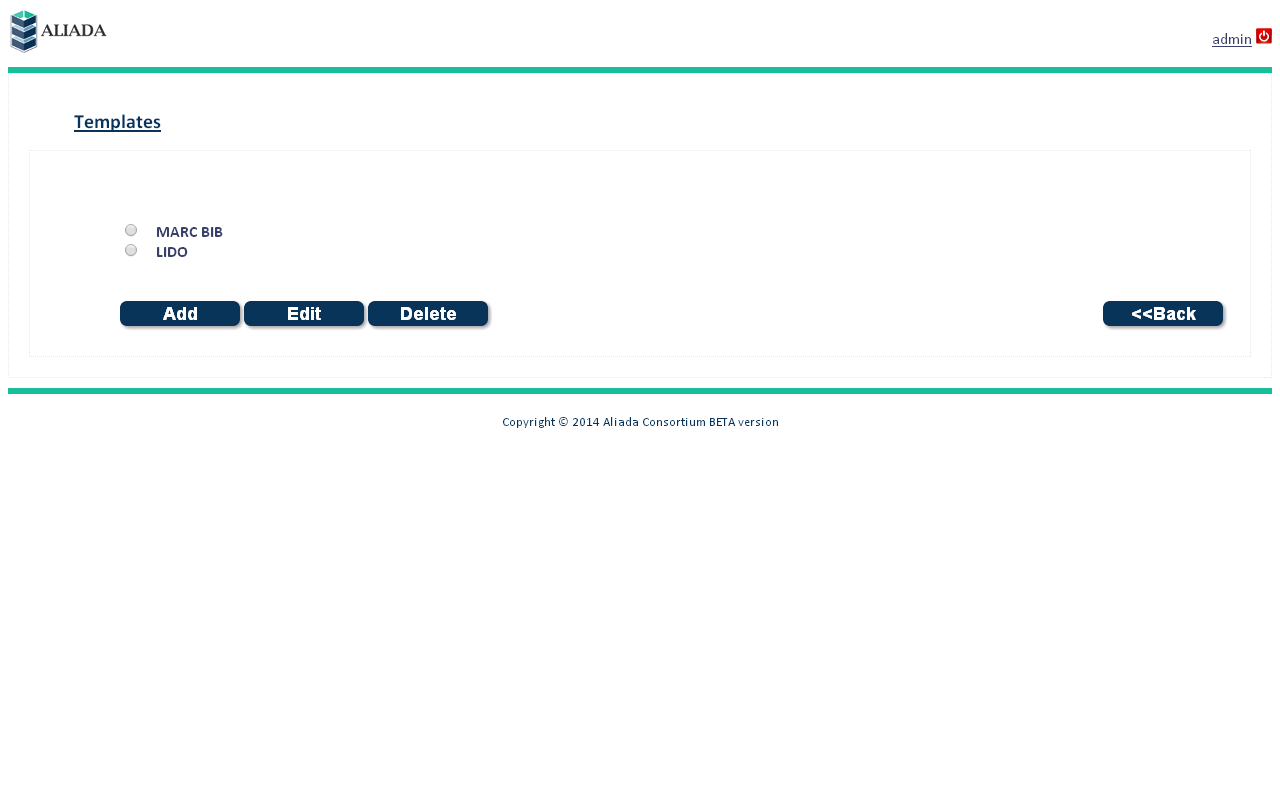 ALIADA
admin
Templates
MARC BIB
LIDO
Add Edit Delete <<Back
Copyright © 2014 Aliada Consortium BETA version